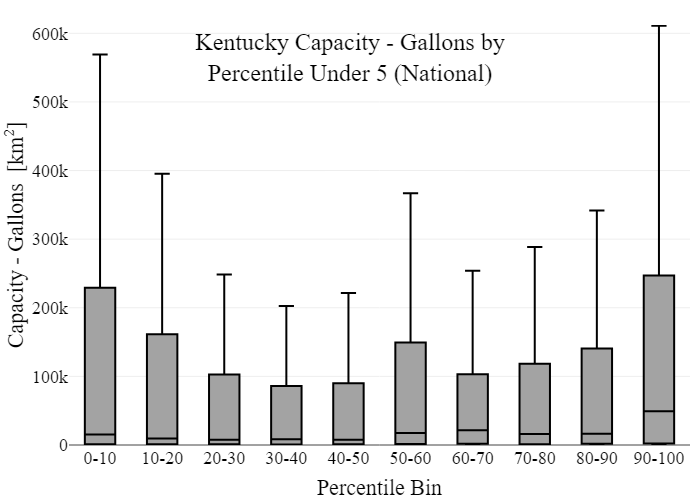 Kentucky Capacity - Gallons by
Percentile Under 5 (National)
Capacity - Gallons [km²]
600k
500k
400k
300k
200k
100k
0
0-10 10-20 20-30 30-40 40-50 50-60 60-70 70-80 80-90 90-100
Percentile Bin